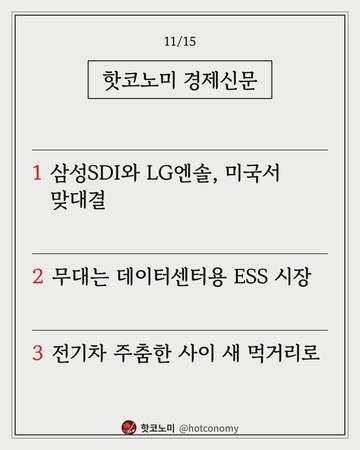 11/15
핫코노미 경제신문
1 삼성SDI와 LG엔솔, 미국서
맞대결
2 무대는 데이터센터용 ESS 시장
3 전기차 주춤한 사이 새 먹거리로
핫코노미 @hotconomy